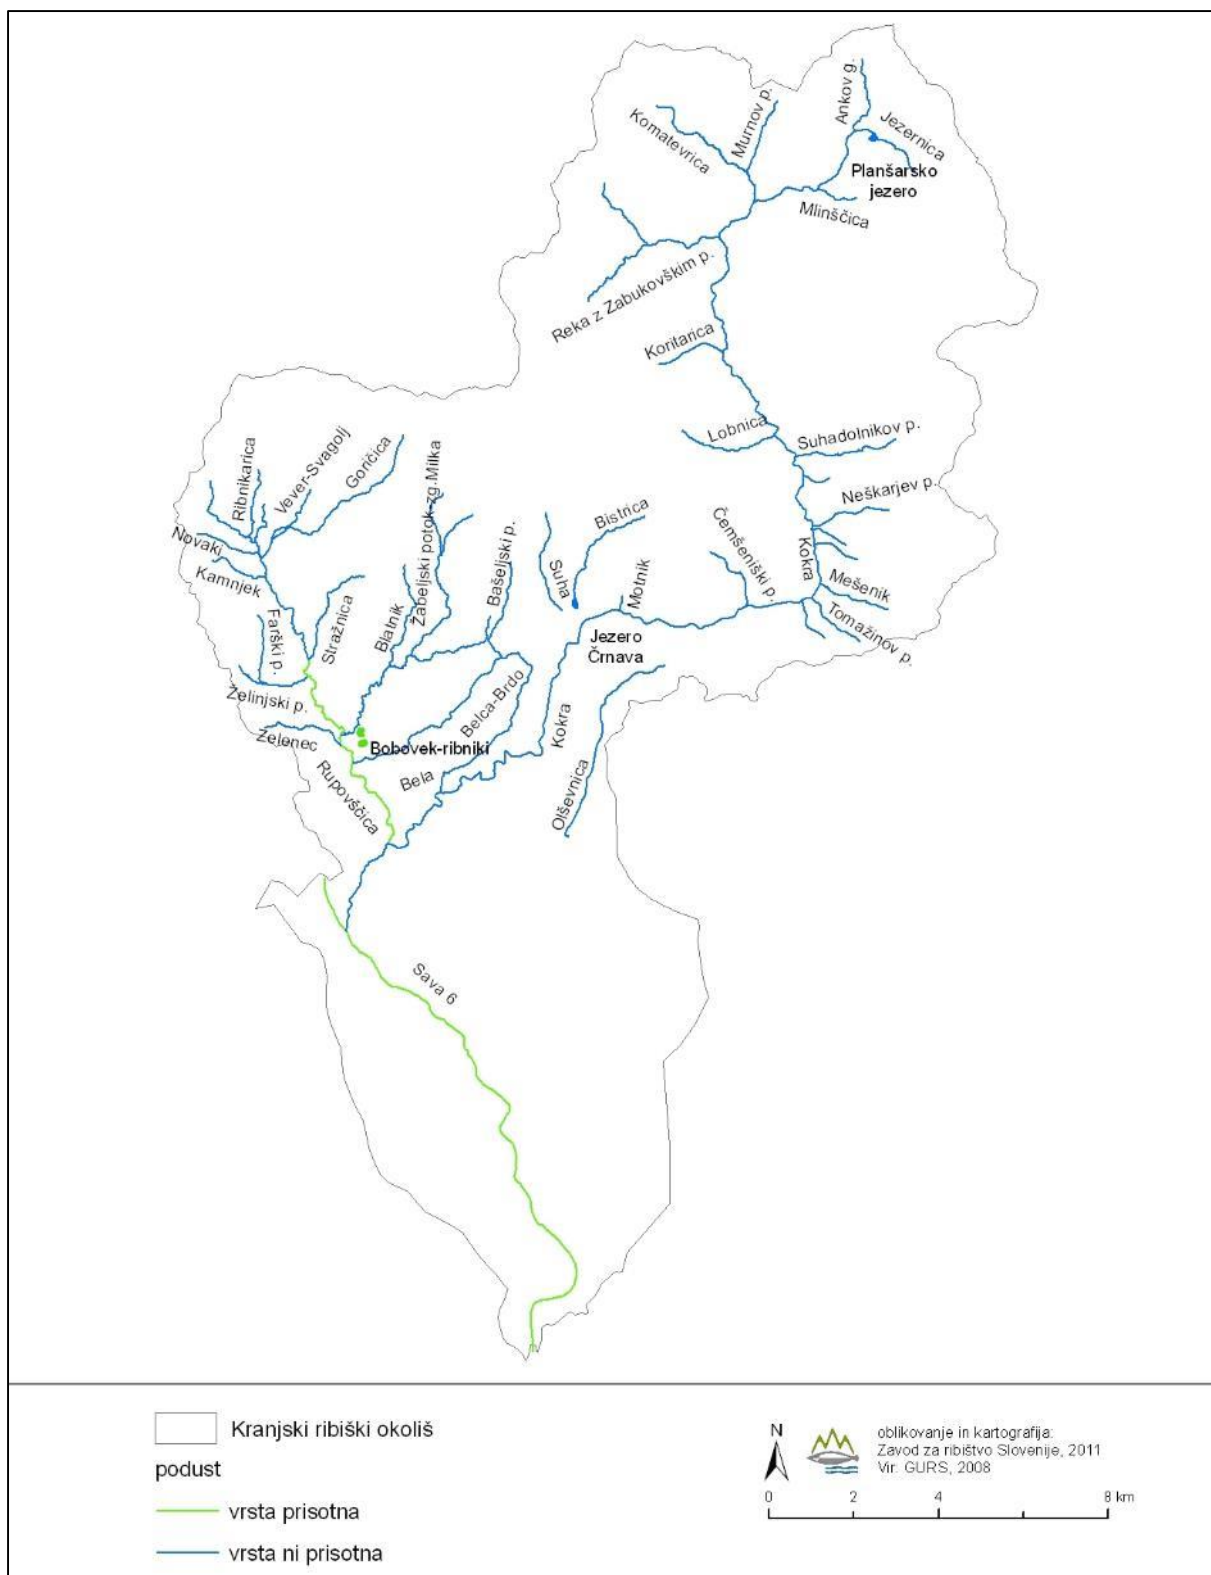 Ankov g.
Jezernica
Murnov p.
Komatevrica
Planšarsko
jezero
Mlinščica
Reka z Zabukovškim p.
Koritarica
Lobnica
Suhadolnikov p.
Neškarjev p.
Kokra
Mešenik
Tomažinov p.
Čemšeniški p.
Motnik
Bistrica
Suha
Jezero
Črnava
Ribnikarica
Vever-Svagolj
Goričica
Novaki
Kamnjek
Farški p.
Stražnica
Blatnik
Žabeljski potok-zg.Milka
Bašeljski p.
Želinjski p.
Želenec
Bobovek-ribniki
Belca-Brdo
Bela
Kokra
Olševnica
Rupovščica
Sava 6
Kranjski ribiški okoliš
podust
vrsta prisotna
vrsta ni prisotna
N
oblikovanje in kartografija:
Zavod za ribištvo Slovenije, 2011
Vir: GURS, 2008
0 2 4 8 km